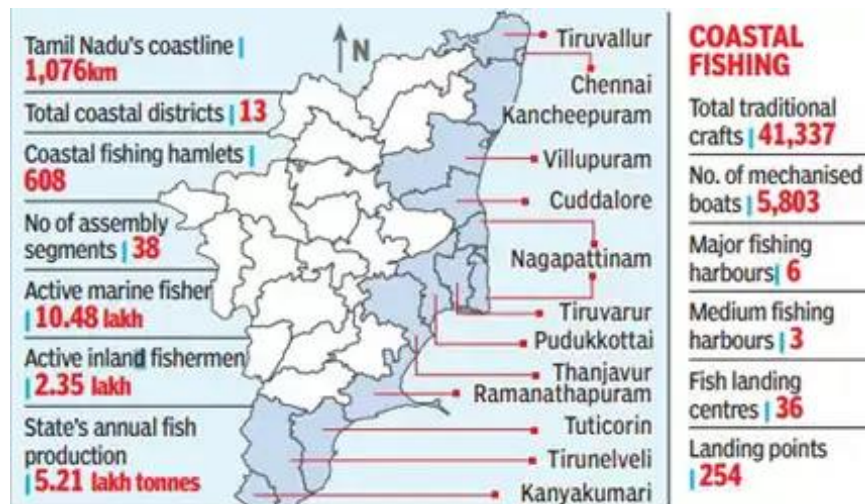 Tamil Nadu's coastline |
1,076km
Total coastal districts | 13
Coastal fishing hamlets |
608
No of assembly
segments | 38
Active marine fisher
| 10.48 lakh
Active inland fishermen
| 2.35 lakh
State's annual fish
production
| 5.21 lakh tonnes
N
Tiruvallur
Chennai
Kancheepuram
Villupuram
Cuddalore
Nagapattinam
Tiruvarur
Pudukkottai
Thanjavur
Ramanathapuram
Tuticorin
Tirunelveli
Kanyakumari
COASTAL
FISHING
Total traditional
crafts | 41,337
No. of mechanised
boats | 5,803
Major fishing
harbours | 6
Medium fishing
harbours | 3
Fish landing
centres | 36
Landing points
| 254